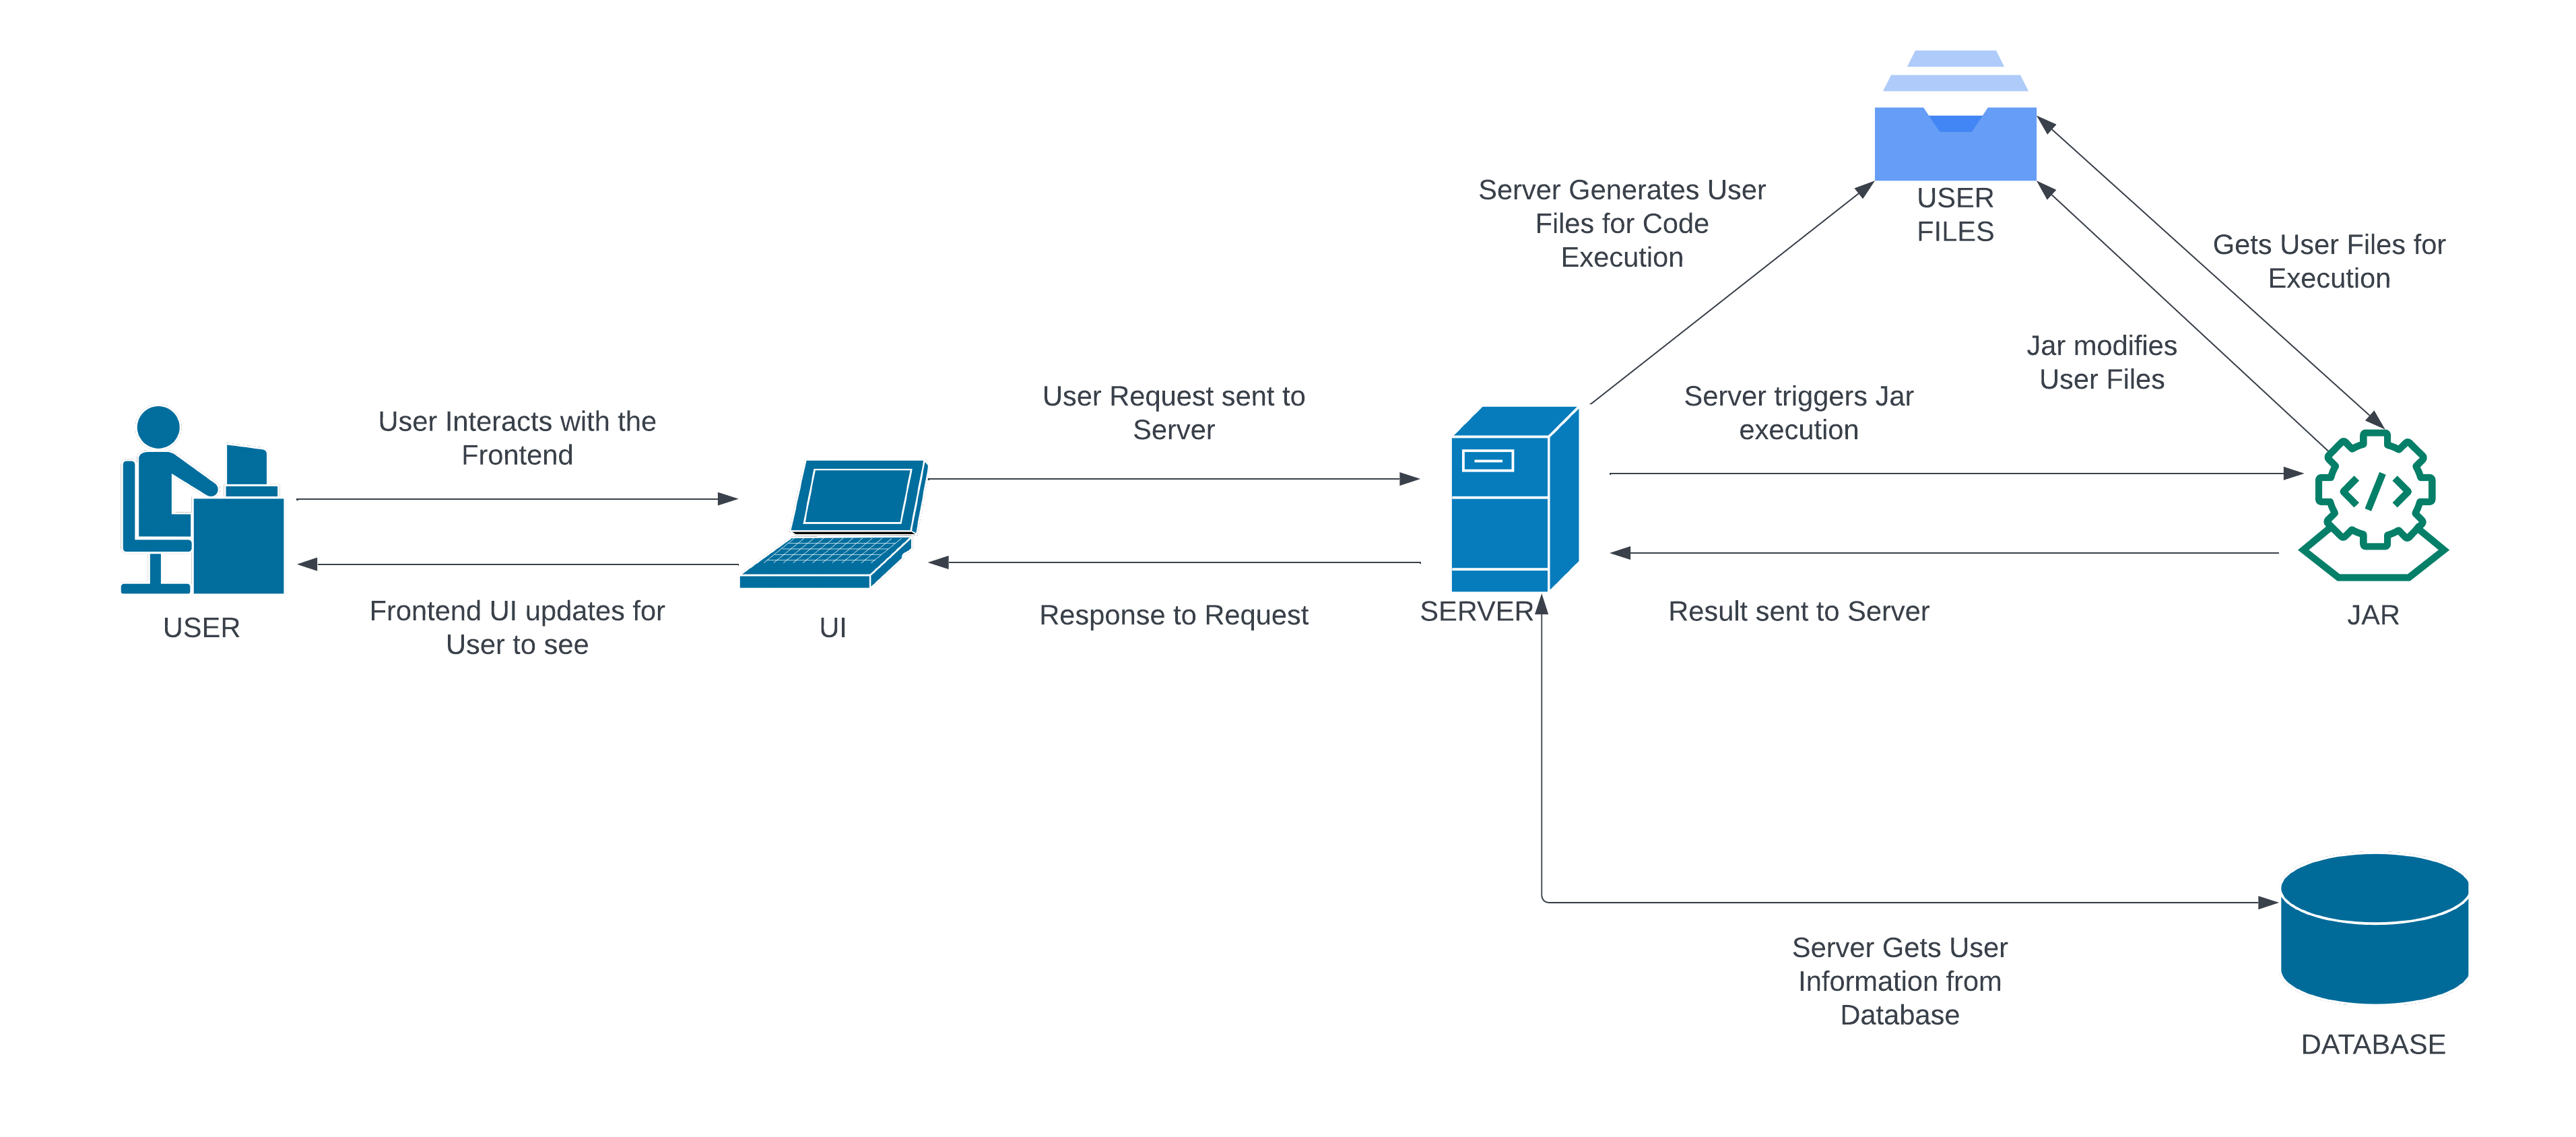 USER
FILES
Server Generates User
Files for Code
Execution
Gets User Files for
Execution
Jar modifies
User Files
User Interacts with the
Frontend
User Request sent to
Server
Server triggers Jar
execution
</>
Frontend UI updates for
User to see
Response to Request
Result sent to Server
USER
UI
SERVER
JAR
Server Gets User
Information from
Database
DATABASE